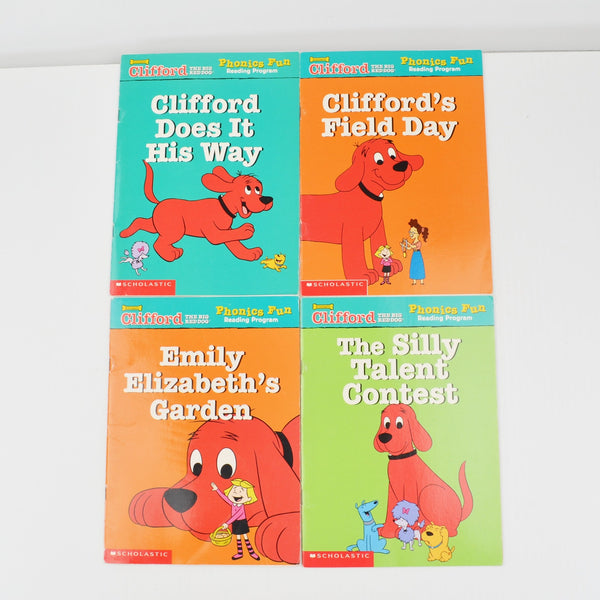 Clifford THE BIG RED DOG Phonics Fun
Reading Program
Clifford
Does It
His Way
SCHOLASTIC
Clifford THE BIG RED DOG Phonics Fun
Reading Program
Clifford's
Field Day
SCHOLASTIC
Clifford THE BIG RED DOG Phonics Fun
Reading Program
Emily
Elizabeth's
Garden
SCHOLASTIC
Clifford THE BIG RED DOG Phonics Fun
Reading Program
The Silly
Talent
Contest
SCHOLASTIC